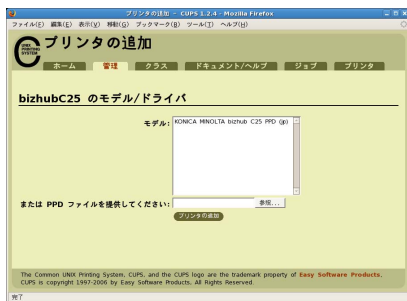 プリンタの追加 - CUPS 1.2.4 - Mozilla Firefox
ファイル(F) 編集(E) 表示(V) 移動(G) ブックマーク(B) ツール(T) ヘルプ(H)
UNIX PRINTING SYSTEM
プリンタの追加
ホーム 管理 クラス ドキュメント/ヘルプ ジョブ プリンタ
bizhubC25 のモデル/ドライバ
モデル:
KONICA MINOLTA bizhub C25 PPD (jp)
または PPD ファイルを提供してください: 参照...
プリンタの追加
The Common UNIX Printing System, CUPS, and the CUPS logo are the trademark property of Easy Software Products.
CUPS is copyright 1997-2006 by Easy Software Products, All Rights Reserved.
完了